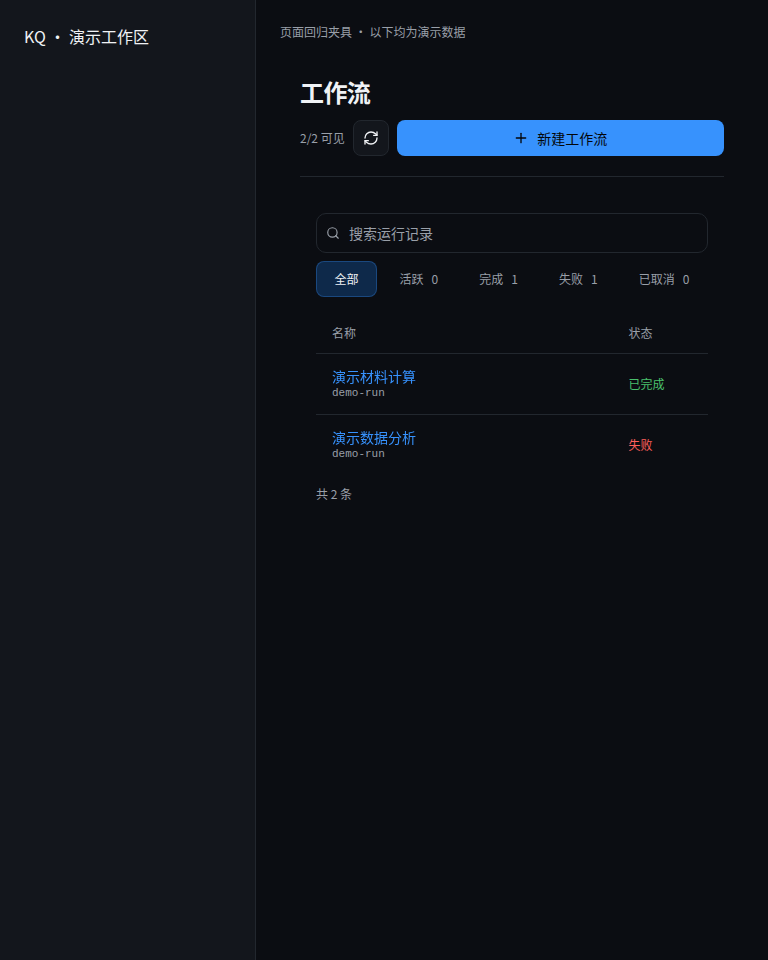 KQ · 演示工作区
页面回归夹具 · 以下均为演示数据
工作流
2/2 可见
新建工作流
搜索运行记录
全部 活跃 0 完成 1 失败 1 已取消 0
名称 状态
演示材料计算 已完成
demo-run
演示数据分析 失败
demo-run
共 2 条